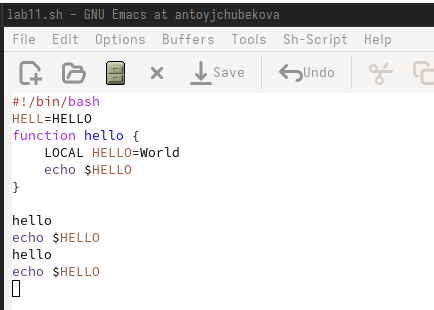 lab11.sh - GNU Emacs at antoyjchubekova
File Edit Options Buffers Tools Sh-Script Help
Save Undo
#!/bin/bash
HELL=HELLO
function hello {
    LOCAL HELLO=World
    echo $HELLO
}
hello
echo $HELLO
hello
echo $HELLO